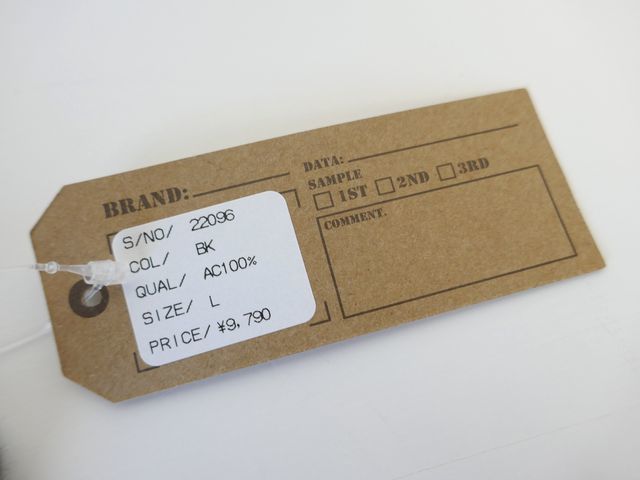 BRAND:
S/NO/ 22096
COL/ BK
QUAL/ AC100%
SIZE/ L
PRICE/ ¥9,790
DATA:
SAMPLE
1ST 2ND 3RD
COMMENT.